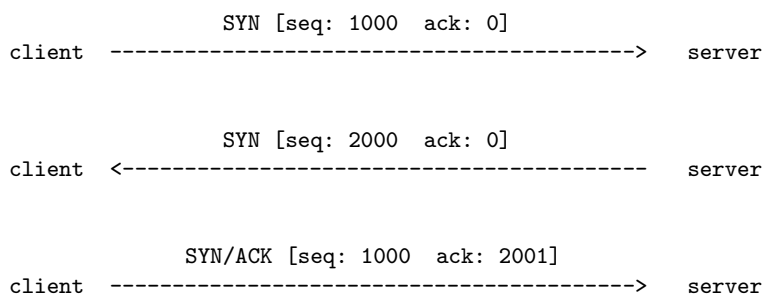 SYN [seq: 1000 ack: 0]
client ------------------------------------------> server
SYN [seq: 2000 ack: 0]
client <------------------------------------------ server
SYN/ACK [seq: 1000 ack: 2001]
client ------------------------------------------> server